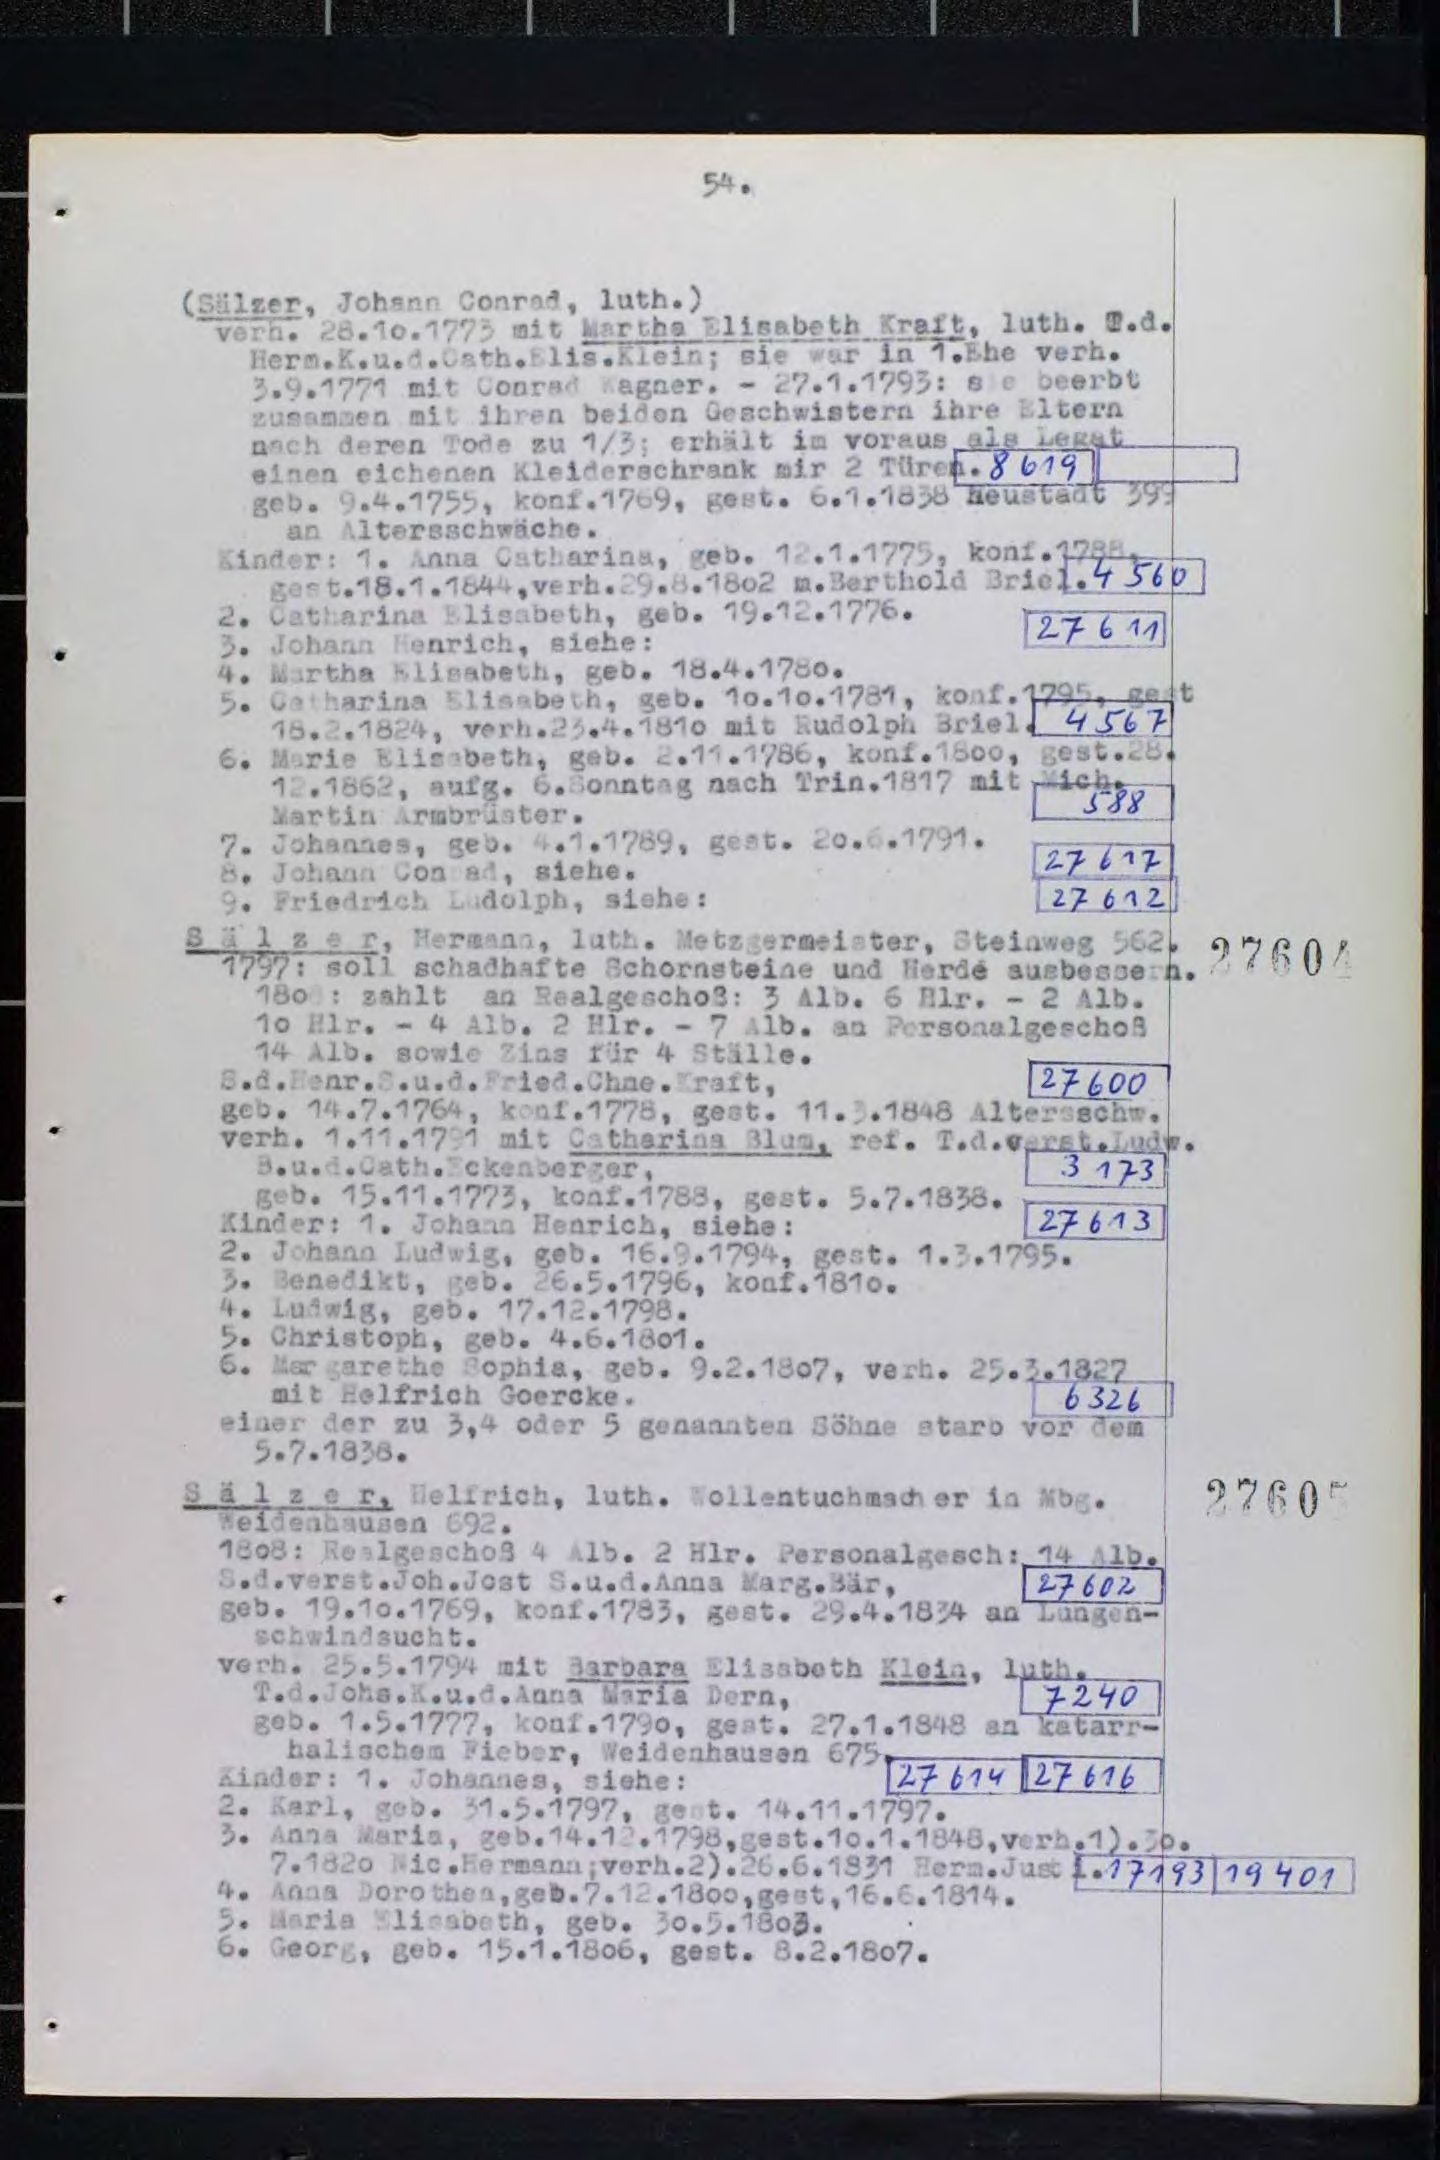 54.
(Sälzer, Johann Conrad, luth.)
verh. 28.10.1773 mit Martha Elisabeth Kraft, luth. T.d.
Herm.K.u.d.Cath.Elis.Klein; sie war in 1.Ehe verh.
3.9.1771 mit Conrad Wagner. - 27.1.1793: sie beerbt
zusammen mit ihren beiden Geschwistern ihre Eltern
nach deren Tode zu 1/3; erhält im voraus als Legat
einen eichenen Kleiderschrank mir 2 Türen. 8619
geb. 9.4.1755, konf.1769, gest. 6.1.1838 Neustadt 399
an Altersschwäche.
Kinder: 1. Anna Catharina, geb. 12.1.1775, konf.1788,
gest.18.1.1844,verh.29.8.1802 m.Berthold Briel. 4560
2. Catharina Elisabeth, geb. 19.12.1776.
3. Johann Henrich, siehe: 27611
4. Martha Elisabeth, geb. 18.4.1780.
5. Catharina Elisabeth, geb. 10.10.1781, konf.1795, gest
18.2.1824, verh.23.4.1810 mit Rudolph Briel. 4567
6. Marie Elisabeth, geb. 2.11.1786, konf.1800, gest.28.
12.1862, aufg. 6.Sonntag nach Trin.1817 mit Mich.
Martin Armbrüster. 588
7. Johannes, geb. 4.1.1789, gest. 20.6.1791.
8. Johann Conrad, siehe. 27617
9. Friedrich Ludolph, siehe: 27612
S ä l z e r, Hermann, luth. Metzgermeister, Steinweg 562. 27604
1797: soll schadhafte Schornsteine und Herde ausbessern.
1808: zahlt an Realgeschoß: 3 Alb. 6 Hlr. - 2 Alb.
10 Hlr. - 4 Alb. 2 Hlr. - 7 Alb. an Personalgeschoß
14 Alb. sowie Zins für 4 Ställe.
S.d.Henr.S.u.d.Fried.Chne.Kraft, 27600
geb. 14.7.1764, konf.1778, gest. 11.3.1848 Altersschw.
verh. 1.11.1791 mit Catharina Blum, ref. T.d.verst.Ludw.
B.u.d.Cath.Eckenberger, 3173
geb. 15.11.1773, konf.1788, gest. 5.7.1838.
Kinder: 1. Johann Henrich, siehe: 27613
2. Johann Ludwig, geb. 16.9.1794, gest. 1.3.1795.
3. Benedikt, geb. 26.5.1796, konf.1810.
4. Ludwig, geb. 17.12.1798.
5. Christoph, geb. 4.6.1801.
6. Margarethe Sophia, geb. 9.2.1807, verh. 25.3.1827
mit Helfrich Goercke. 6326
einer der zu 3,4 oder 5 genannten Söhne starb vor dem
5.7.1838.
S ä l z e r, Helfrich, luth. Wollentuchmacher in Mbg. 27605
Weidenhausen 692.
1808: Realgeschoß 4 Alb. 2 Hlr. Personalgesch: 14 Alb.
S.d.verst.Joh.Jost S.u.d.Anna Marg.Bär, 27602
geb. 19.10.1769, konf.1783, gest. 29.4.1834 an Lungen-
schwindsucht.
verh. 25.5.1794 mit Barbara Elisabeth Klein, luth.
T.d.Johs.K.u.d.Anna Maria Dern, 7240
geb. 1.5.1777, konf.1790, gest. 27.1.1848 an katarr-
halischem Fieber, Weidenhausen 675.
Kinder: 1. Johannes, siehe: 27614 27616
2. Karl, geb. 31.5.1797, gest. 14.11.1797.
3. Anna Maria, geb.14.12.1798,gest.10.1.1848,verh.1).30.
7.1820 Nic.Hermann;verh.2).26.6.1831 Herm.Justi. 17193 19401
4. Anna Dorothea,geb.7.12.1800,gest,16.6.1814.
5. Maria Elisabeth, geb. 30.5.1803.
6. Georg, geb. 15.1.1806, gest. 8.2.1807.